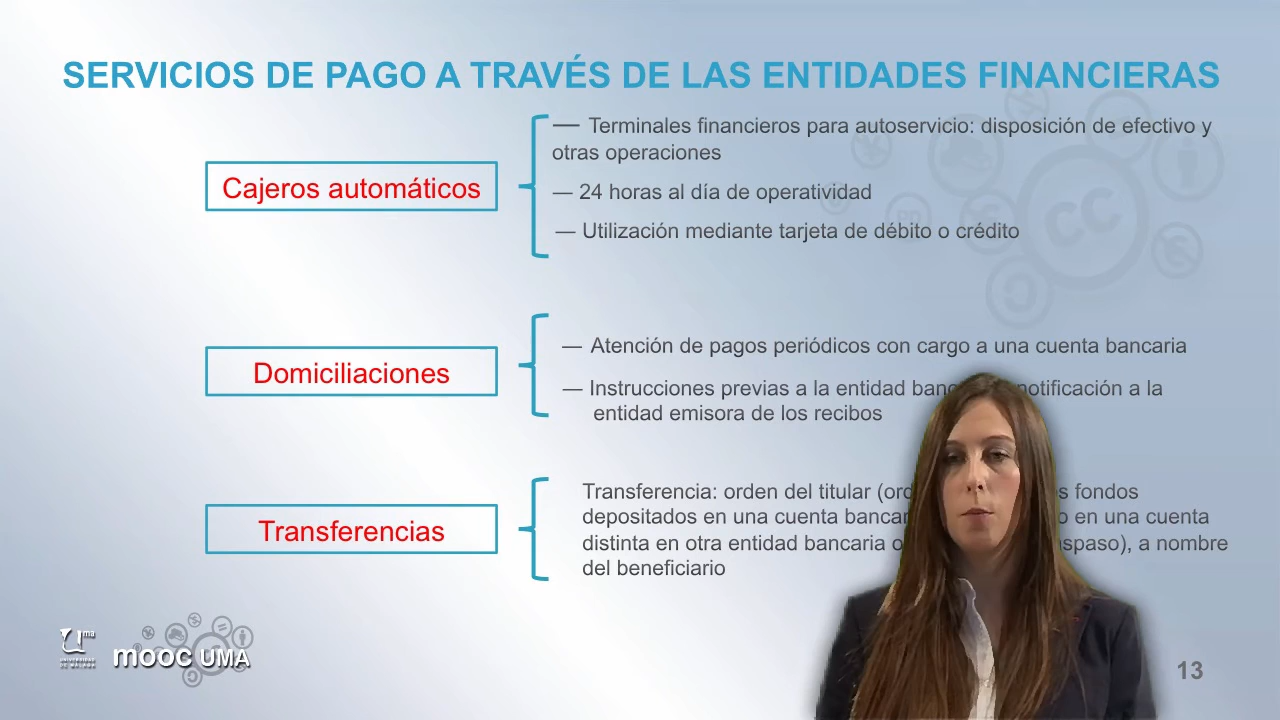 SERVICIOS DE PAGO A TRAVÉS DE LAS ENTIDADES FINANCIERAS
Cajeros automáticos
— Terminales financieros para autoservicio: disposición de efectivo y
otras operaciones
— 24 horas al día de operatividad
— Utilización mediante tarjeta de débito o crédito
Domiciliaciones
— Atención de pagos periódicos con cargo a una cuenta bancaria
— Instrucciones previas a la entidad notificación a la
entidad emisora de los recibos
Transferencias
Transferencia: orden del titular fondos
depositados en una cuenta en una cuenta
distinta en otra entidad bancaria a nombre
del beneficiario
uma
UNIVERSIDAD
DE MÁLAGA
mooc UMA
13